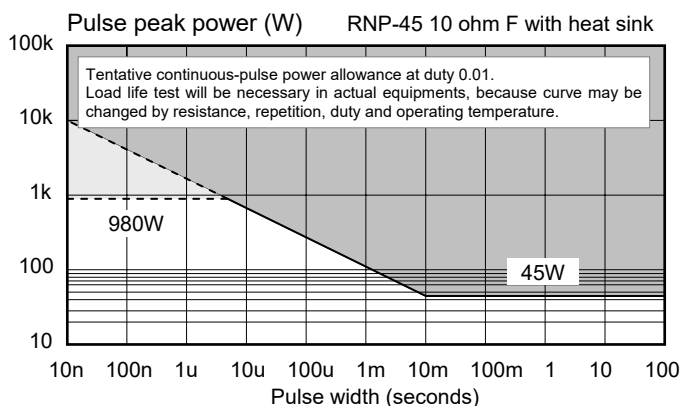 Pulse peak power (W) RNP-45 10 ohm F with heat sink
100k
Tentative continuous-pulse power allowance at duty 0.01.
Load life test will be necessary in actual equipments, because curve may be
changed by resistance, repetition, duty and operating temperature.
10k
1k
980W
100
45W
10
10n 100n 1u 10u 100u 1m 10m 100m 1 10 100
Pulse width (seconds)